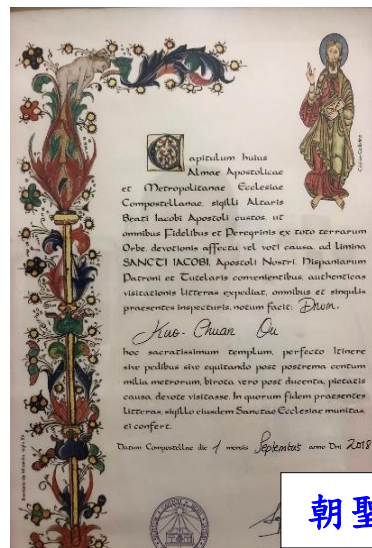 Capitulum huius
Almae Apostolicae
et Metropolitanae Ecclesiae
Compostellanae, sigilli Altaris
Beati Iacobi Apostoli custos, ut
omnibus Fidelibus et Peregrinis ex toto terrarum
Orbe, devotionis affectu vel voti causa, ad limina
SANCTI IACOBI, Apostoli Nostri, Hispaniarum
Patroni et Tutelaris convenientibus, authenticas
visitationis litteras expediat, omnibus et singulis
praesentes inspecturis, notum facit: Dnum.
Kuo-Chuan Ou
hoc sacratissimum templum, perfecto Itinere
sive pedibus sive equitando post postrema centum
milia metrorum, birota vero post ducenta, pietatis
causa, devote visitasse. In quorum fidem praesentes
litteras, sigillo eiusdem Sanctae Ecclesiae munitas,
ei confert.
Datum Compostellae die 1 mensis Septembris anno Dni 2018
朝聖